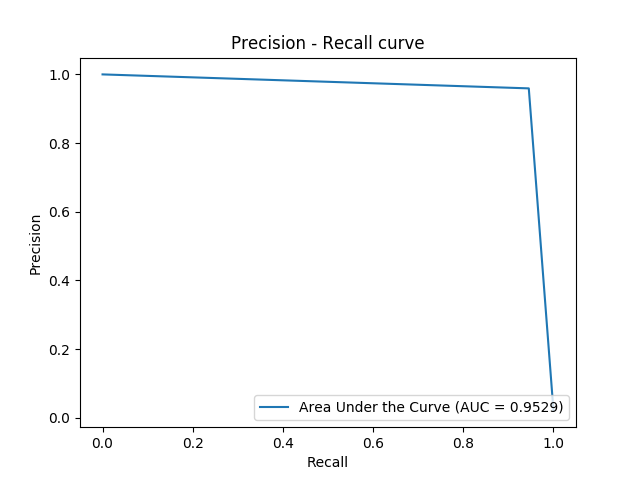 Precision - Recall curve
1.0
0.8
0.6
0.4
0.2
0.0
Precision
Area Under the Curve (AUC = 0.9529)
0.0 0.2 0.4 0.6 0.8 1.0
Recall